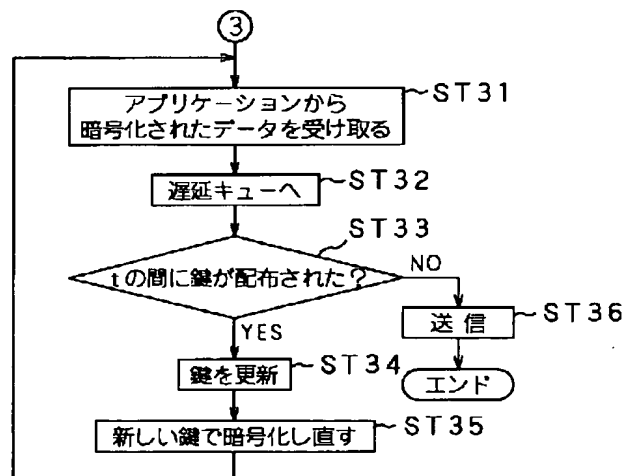 ③
アプリケーションから
暗号化されたデータを受け取る
ST31
遅延キューへ
ST32
tの間に鍵が配布された?
ST33
NO
YES
送信
ST36
鍵を更新
ST34
エンド
新しい鍵で暗号化し直す
ST35